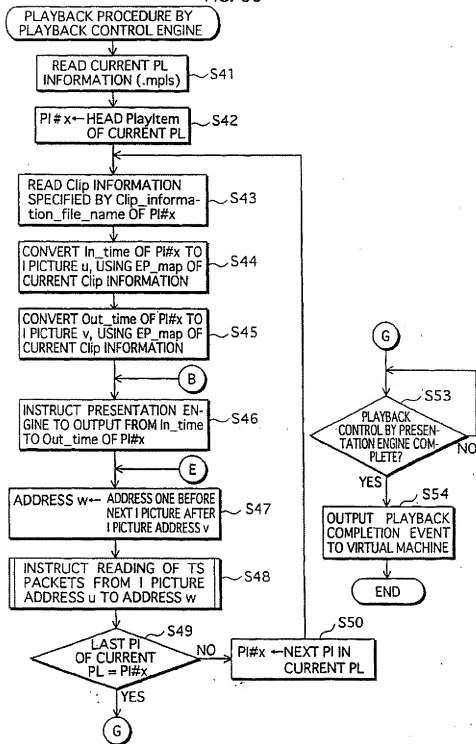 PLAYBACK PROCEDURE BY
PLAYBACK CONTROL ENGINE
READ CURRENT PL
INFORMATION (.mpls)
S41
PI#x←HEAD PlayItem
OF CURRENT PL
S42
READ Clip INFORMATION
SPECIFIED BY Clip_informa-
tion_file_name OF PI#x
S43
CONVERT In_time OF PI#x TO
I PICTURE u, USING EP_map OF
CURRENT Clip INFORMATION
S44
CONVERT Out_time OF PI#x TO
I PICTURE v, USING EP_map OF
CURRENT Clip INFORMATION
S45
B
INSTRUCT PRESENTATION EN-
GINE TO OUTPUT FROM In_time
TO Out_time OF PI#x
S46
E
ADDRESS w← ADDRESS ONE BEFORE
NEXT I PICTURE AFTER
I PICTURE ADDRESS v
S47
INSTRUCT READING OF TS
PACKETS FROM I PICTURE
ADDRESS u TO ADDRESS w
S48
S49
LAST PI
OF CURRENT
PL = PI#x
NO
YES
G
S50
PI#x ←NEXT PI IN
CURRENT PL
G
S53
PLAYBACK
CONTROL BY PRESEN-
TATION ENGINE COM-
PLETE?
NO
YES
S54
OUTPUT PLAYBACK
COMPLETION EVENT
TO VIRTUAL MACHINE
END